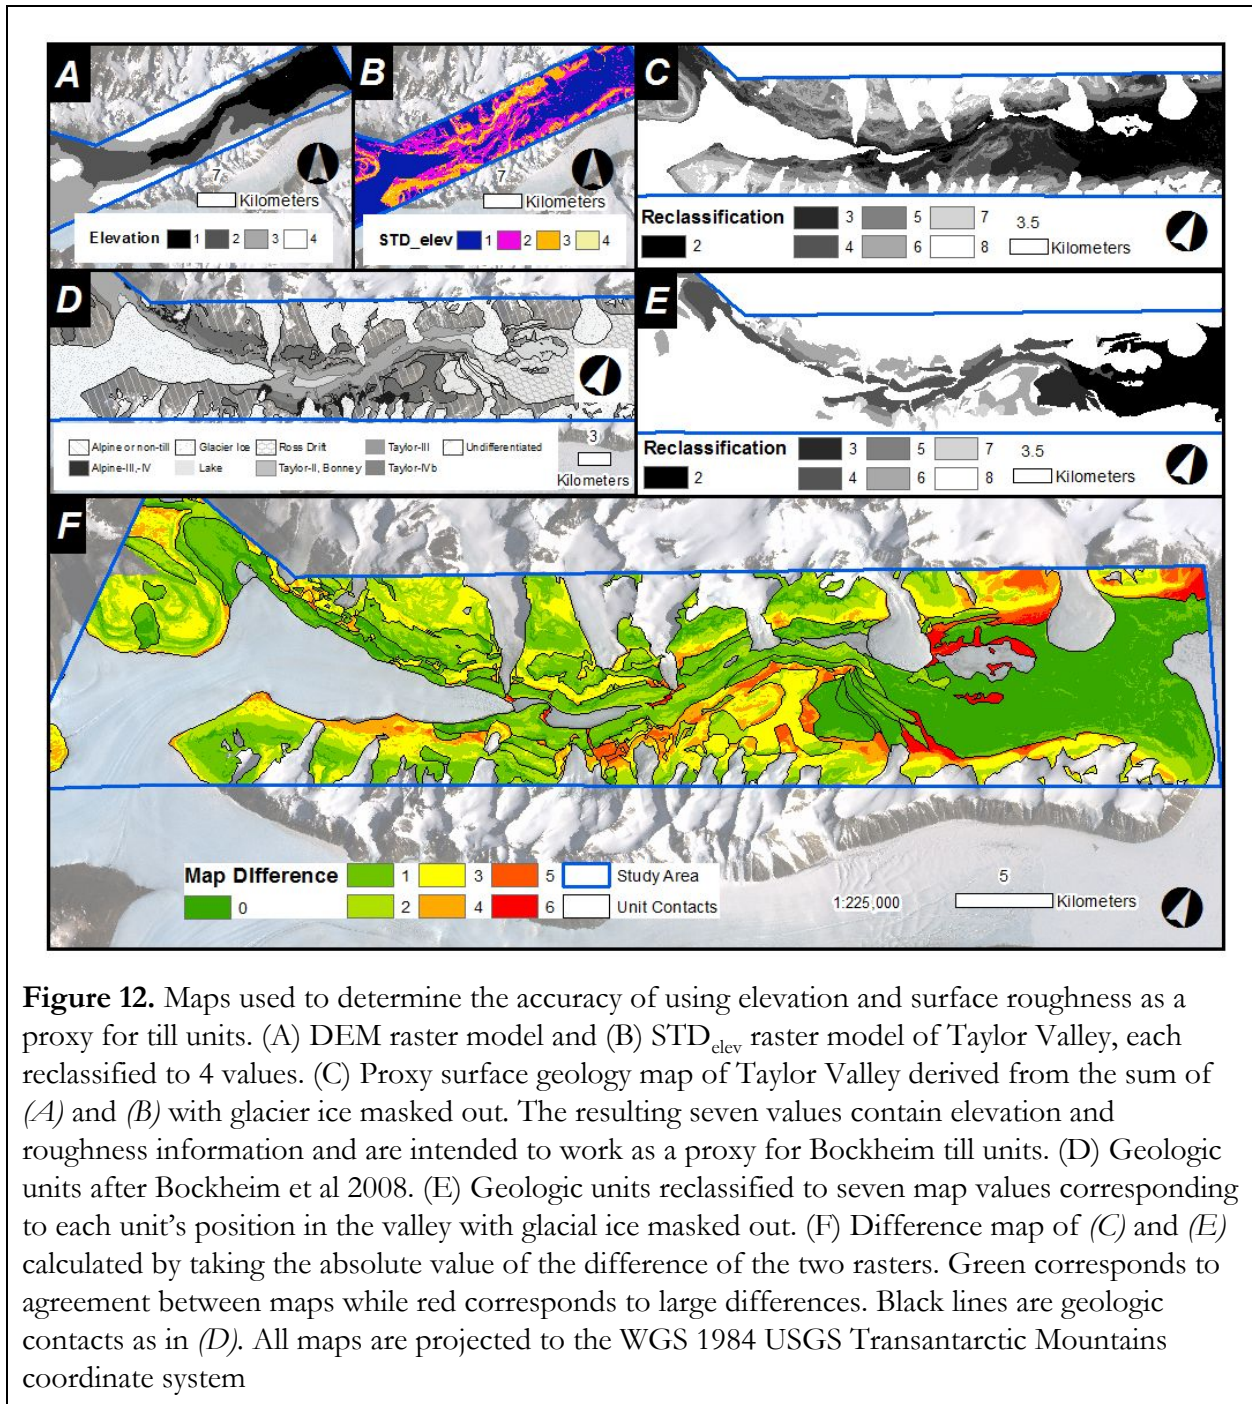 A
7
Kilometers
Elevation 1 2 3 4
B
7
Kilometers
STD_elev 1 2 3 4
C
Reclassification 3 5 7 3.5
2 4 6 8 Kilometers
D
3
Kilometers
Alpine or non-till Glacier Ice Ross Drift Taylor-III Undifferentiated
Alpine-III,-IV Lake Taylor-II, Bonney Taylor-IVb
E
Reclassification 3 5 7 3.5
2 4 6 8 Kilometers
F
Map Difference 1 3 5 Study Area
0 2 4 6 Unit Contacts
1:225,000
5
Kilometers
Figure 12. Maps used to determine the accuracy of using elevation and surface roughness as a
proxy for till units. (A) DEM raster model and (B) STDelev raster model of Taylor Valley, each
reclassified to 4 values. (C) Proxy surface geology map of Taylor Valley derived from the sum of
(A) and (B) with glacier ice masked out. The resulting seven values contain elevation and
roughness information and are intended to work as a proxy for Bockheim till units. (D) Geologic
units after Bockheim et al 2008. (E) Geologic units reclassified to seven map values corresponding
to each unit’s position in the valley with glacial ice masked out. (F) Difference map of (C) and (E)
calculated by taking the absolute value of the difference of the two rasters. Green corresponds to
agreement between maps while red corresponds to large differences. Black lines are geologic
contacts as in (D). All maps are projected to the WGS 1984 USGS Transantarctic Mountains
coordinate system